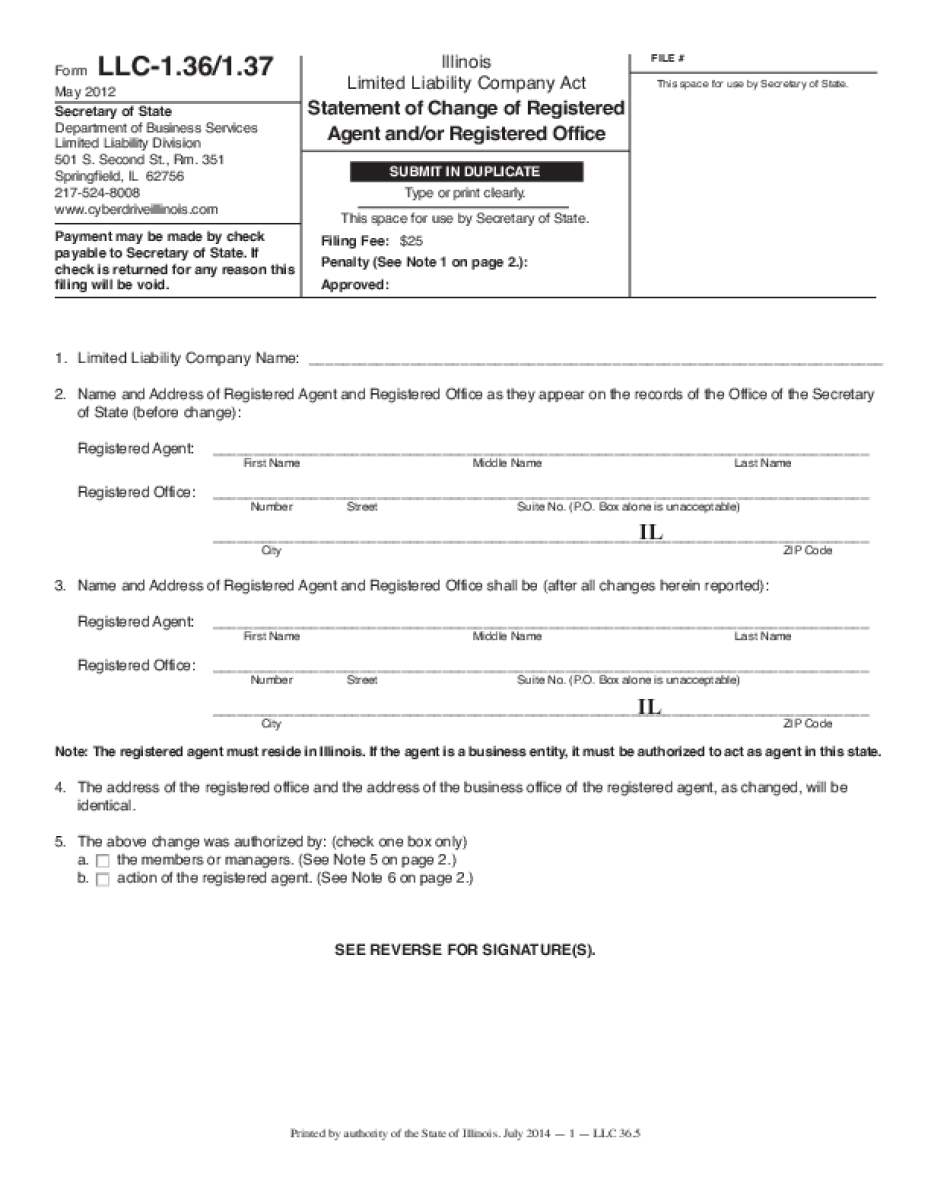 Form LLC-1.36/1.37
May 2012
Secretary of State
Department of Business Services
Limited Liability Division
501 S. Second St., Rm. 351
Springfield, IL 62756
217-524-8008
www.cyberdriveillinois.com
Payment may be made by check
payable to Secretary of State. If
check is returned for any reason this
filing will be void.
Illinois
Limited Liability Company Act
Statement of Change of Registered
Agent and/or Registered Office
SUBMIT IN DUPLICATE
Type or print clearly.
This space for use by Secretary of State.
Filing Fee: $25
Penalty (See Note 1 on page 2.):
Approved:
FILE #
This space for use by Secretary of State.
1. Limited Liability Company Name:
2. Name and Address of Registered Agent and Registered Office as they appear on the records of the Office of the Secretary
of State (before change):
Registered Agent:
First Name Middle Name Last Name
Registered Office:
Number Street Suite No. (P.O. Box alone is unacceptable)
IL
City ZIP Code
3. Name and Address of Registered Agent and Registered Office shall be (after all changes herein reported):
Registered Agent:
First Name Middle Name Last Name
Registered Office:
Number Street Suite No. (P.O. Box alone is unacceptable)
IL
City ZIP Code
Note: The registered agent must reside in Illinois. If the agent is a business entity, it must be authorized to act as agent in this state.
4. The address of the registered office and the address of the business office of the registered agent, as changed, will be
identical.
5. The above change was authorized by: (check one box only)
a. the members or managers. (See Note 5 on page 2.)
b. action of the registered agent. (See Note 6 on page 2.)
SEE REVERSE FOR SIGNATURE(S).
Printed by authority of the State of Illinois. July 2014 — 1 — LLC 36.5